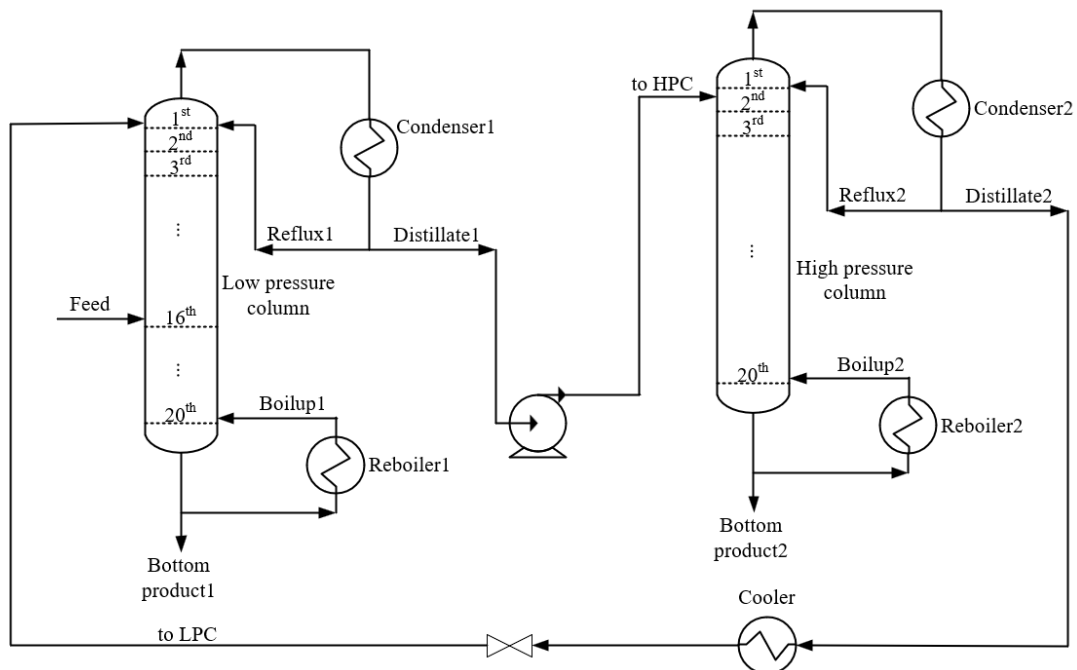 1st
2nd
3rd
⋮
Feed
16th
⋮
20th
Low pressure
column
Condenser1
Reflux1
Distillate1
Boilup1
Reboiler1
Bottom
product1
to HPC
1st
2nd
3rd
⋮
20th
High pressure
column
Condenser2
Reflux2
Distillate2
Boilup2
Reboiler2
Bottom
product2
Cooler
to LPC